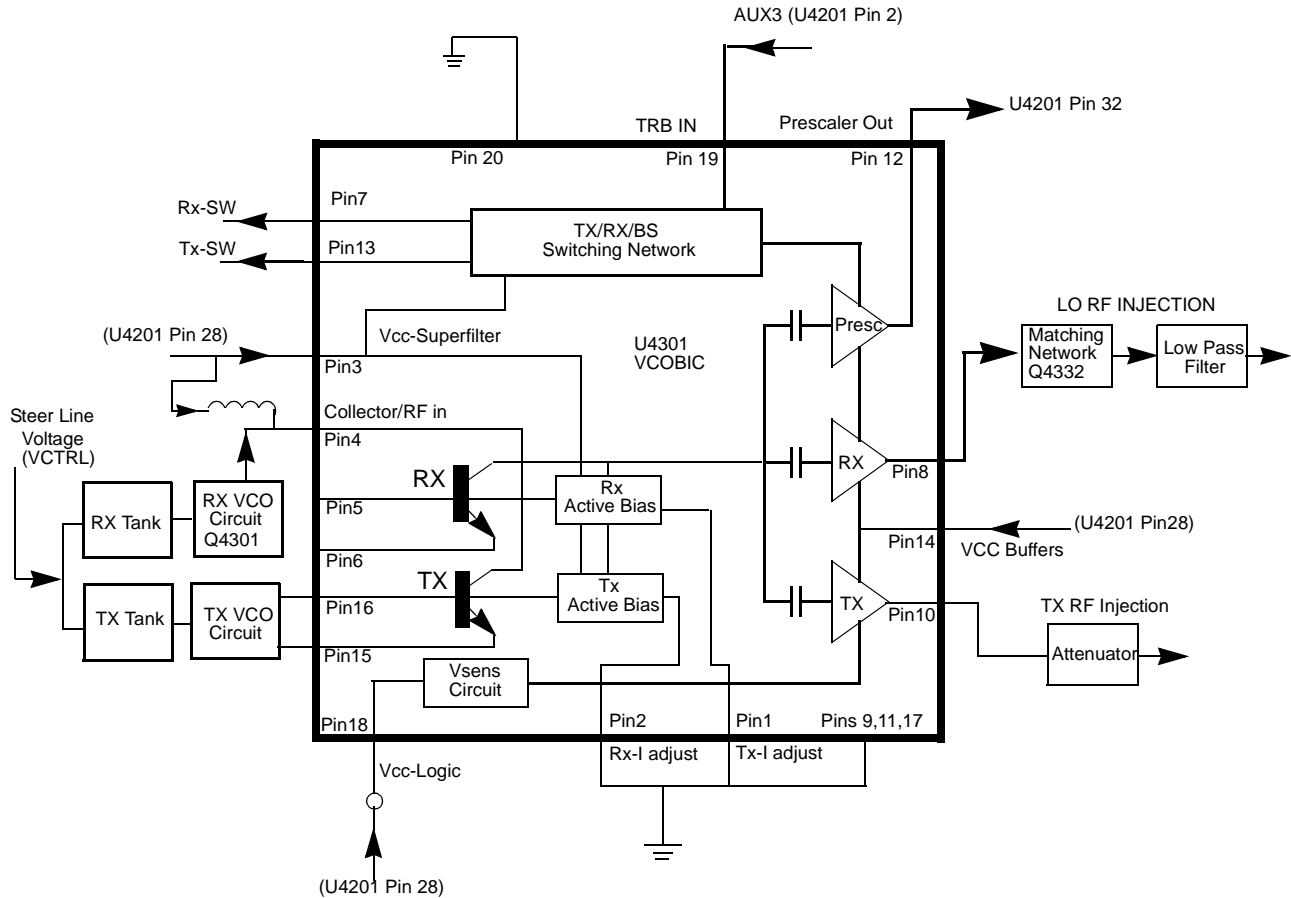 AUX3 (U4201 Pin 2)
U4201 Pin 32
TRB IN
Prescaler Out
Pin 20
Pin 19
Pin 12
Pin7
Rx-SW
TX/RX/BS
Switching Network
Tx-SW
Pin13
(U4201 Pin 28)
Vcc-Superfilter
Pin3
U4301
VCOBIC
Presc
LO RF INJECTION
Matching
Network
Q4332
Low Pass
Filter
Steer Line
Voltage
(VCTRL)
Collector/RF in
Pin4
RX
RX
Pin8
RX Tank
RX VCO
Circuit
Q4301
Pin5
Rx
Active Bias
(U4201 Pin28)
Pin14
VCC Buffers
Pin6
TX
Tx
Active Bias
TX
Pin10
TX Tank
TX VCO
Circuit
Pin16
Pin15
TX RF Injection
Attenuator
Vsens
Circuit
Pin18
Pin2
Pin1
Pins 9,11,17
Rx-I adjust
Tx-I adjust
Vcc-Logic
(U4201 Pin 28)